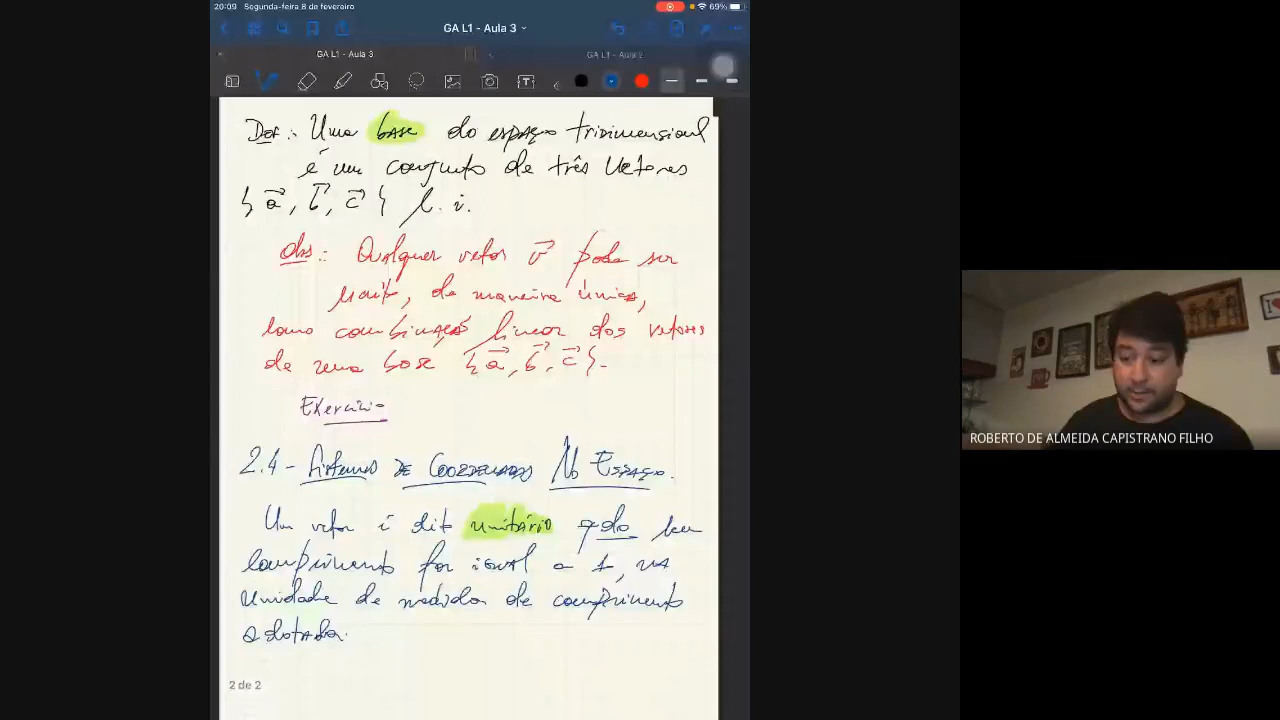 20:09 Segunda-feira 8 de fevereiro
69%
GA L1 - Aula 3
GA L1 - Aula 3
GA L1 - Aula 2
T
Def.: Uma base do espaço tridimensional
é um conjunto de três vetores
{a⃗, b⃗, c⃗} l. i.
obs.: Qualquer vetor v⃗ pode ser
de maneira única,
como combinação linear dos vetores
de uma base {a⃗, b⃗, c⃗}.
Exercício
2.4 - Sistemas de Coordenadas No Espaço.
Um vetor é dito unitário qdo seu
comprimento for igual a 1, na
unidade de medida de comprimento
adotada.
2 de 2
ROBERTO DE ALMEIDA CAPISTRANO FILHO